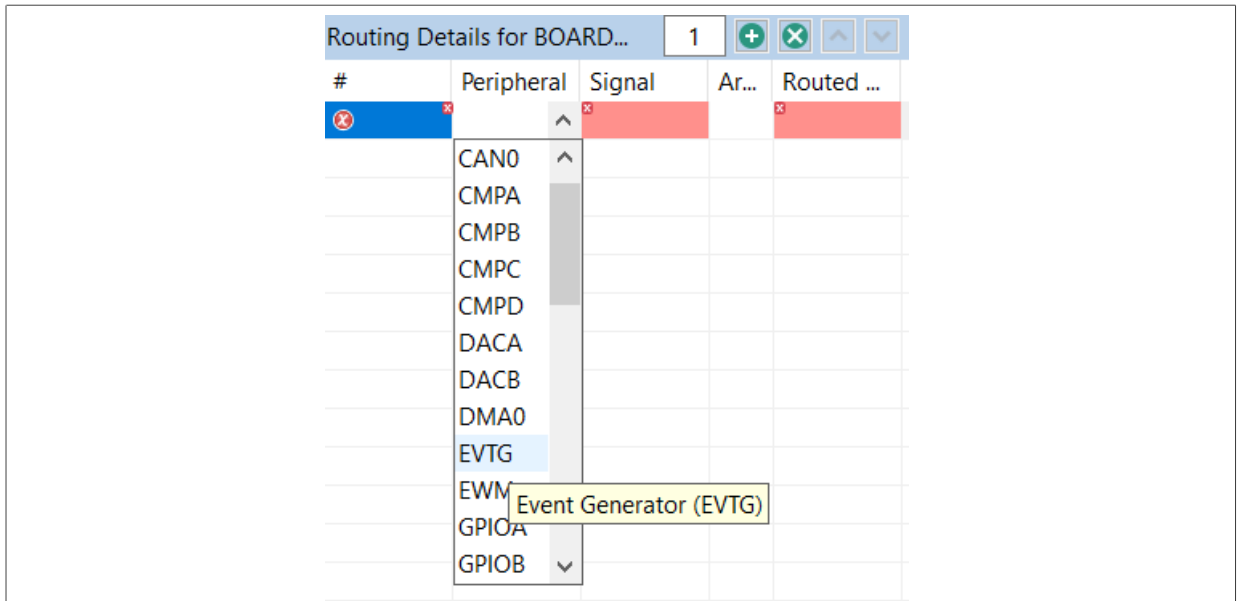 Routing Details for BOARD... 1
# Peripheral Signal Ar... Routed ...
CAN0
CMPA
CMPB
CMPC
CMPD
DACA
DACB
DMA0
EVTG
EWM
Event Generator (EVTG)
GPIOA
GPIOB